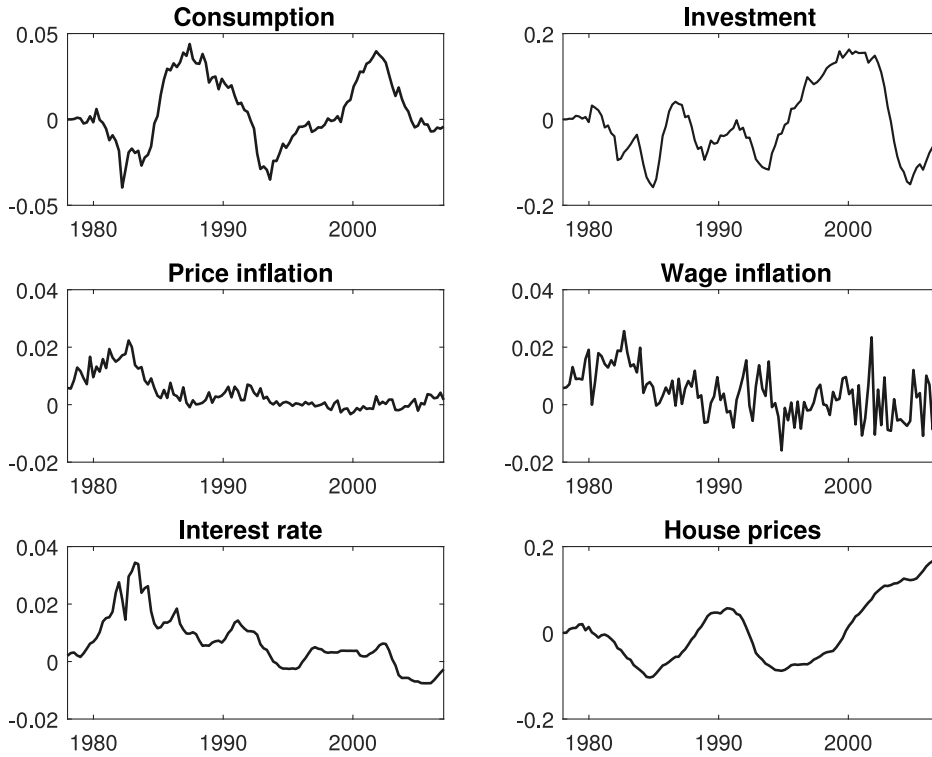 Consumption
0.05
0
-0.05
1980 1990 2000
Investment
0.2
0
-0.2
1980 1990 2000
Price inflation
0.04
0.02
0
-0.02
1980 1990 2000
Wage inflation
0.04
0.02
0
-0.02
1980 1990 2000
Interest rate
0.04
0.02
0
-0.02
1980 1990 2000
House prices
0.2
0
-0.2
1980 1990 2000